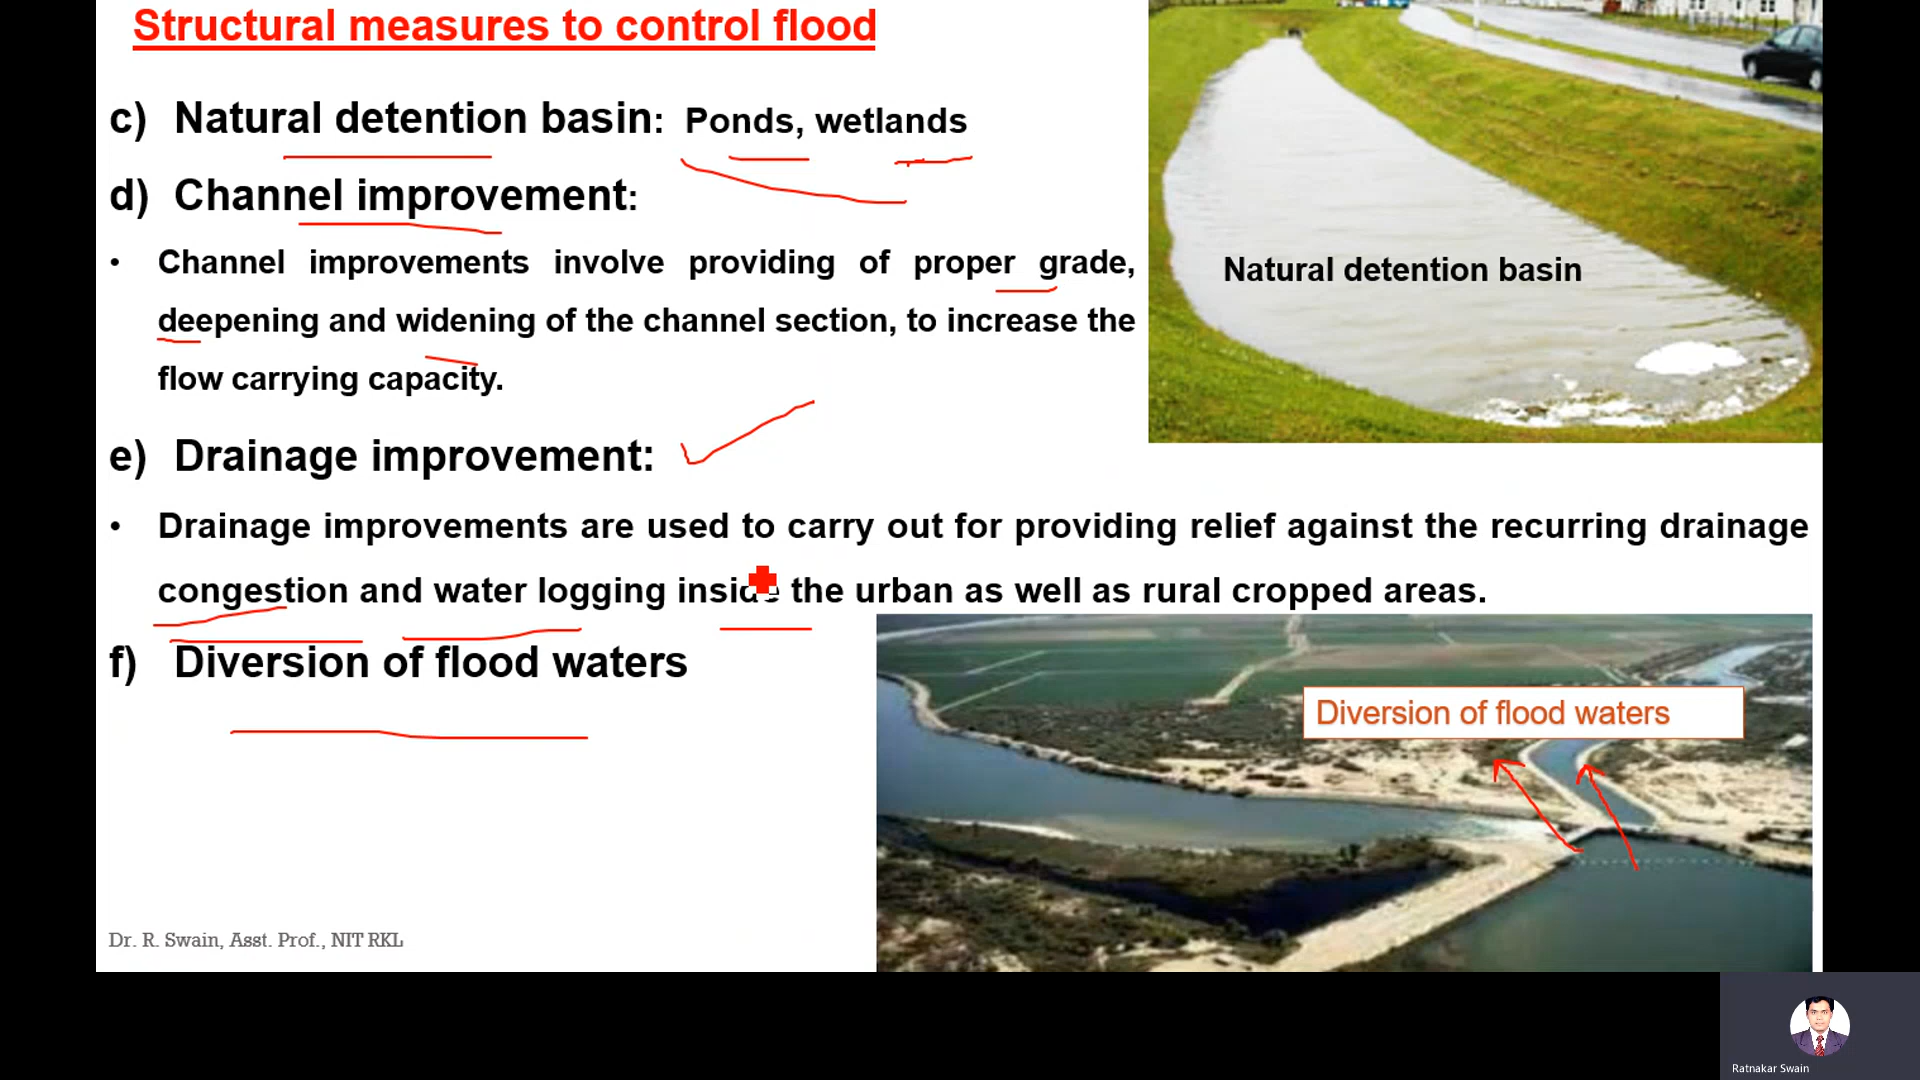 Structural measures to control flood
c) Natural detention basin: Ponds, wetlands
d) Channel improvement:
• Channel improvements involve providing of proper grade,
deepening and widening of the channel section, to increase the
flow carrying capacity.
Natural detention basin
e) Drainage improvement:
• Drainage improvements are used to carry out for providing relief against the recurring drainage
congestion and water logging inside the urban as well as rural cropped areas.
f) Diversion of flood waters
Diversion of flood waters
Dr. R. Swain, Asst. Prof., NIT RKL
Ratnakar Swain